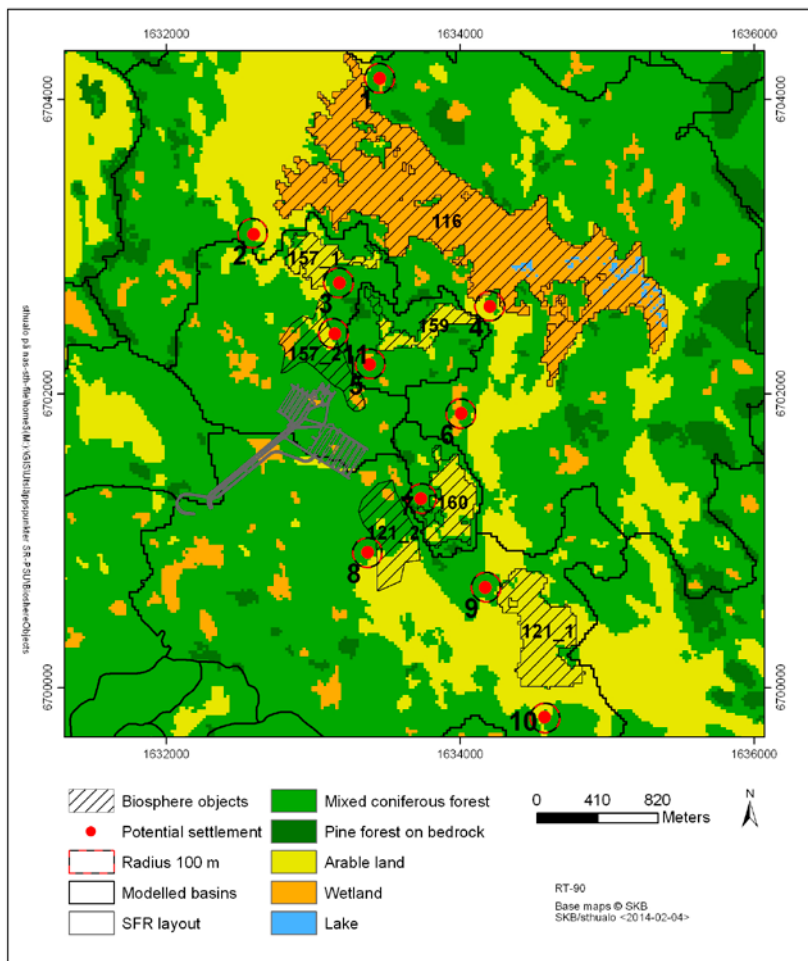 1632000 1634000 1636000
6704000 6704000
1
116
2
157_1
3
4
159
157_2
11
6702000 6702000
5
6
7
160
121_2
8
9
121_1
6700000 6700000
10
1632000 1634000 1636000
Biosphere objects
Potential settlement
Radius 100 m
Modelled basins
SFR layout
Mixed coniferous forest
Pine forest on bedrock
Arable land
Wetland
Lake
0 410 820
Meters
N
RT-90
Base maps © SKB
SKB/sthualo <2014-02-04>